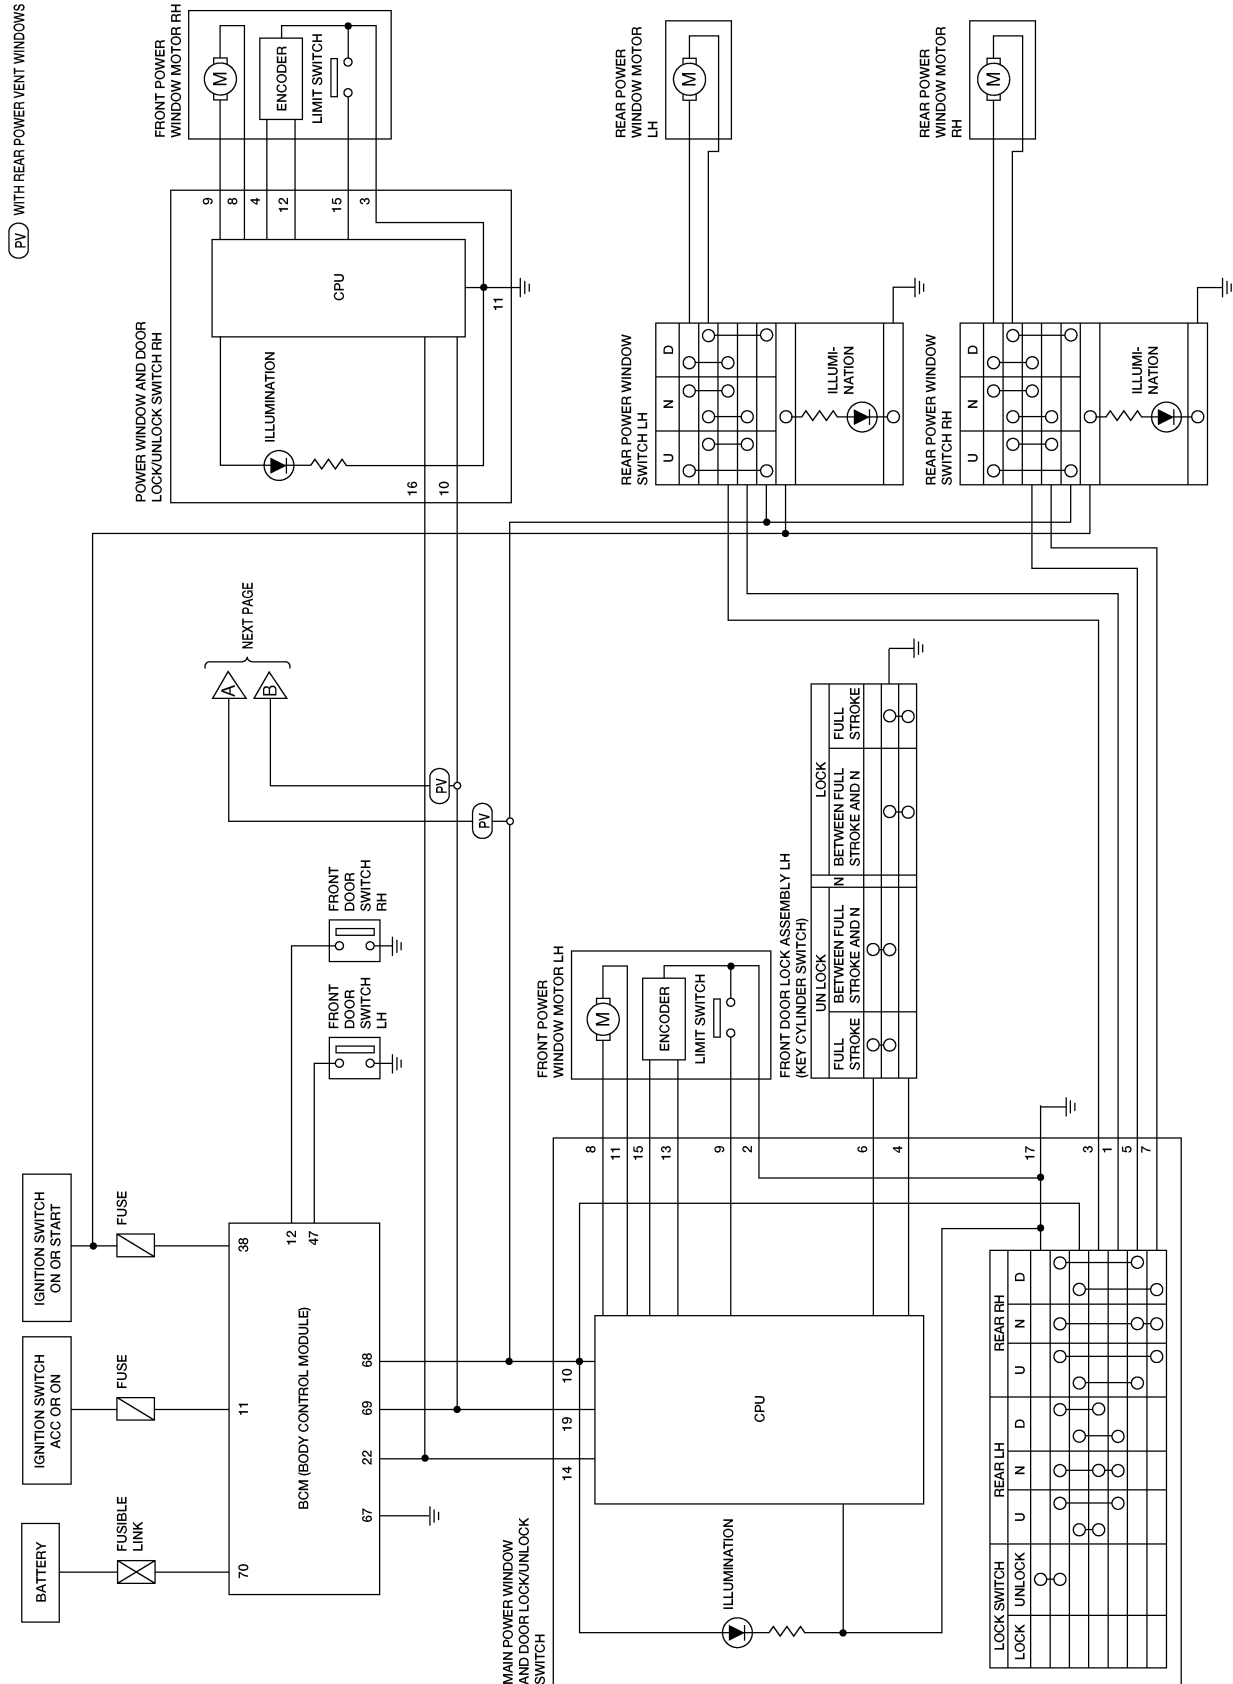 PV WITH REAR POWER VENT WINDOWS
BATTERY
FUSIBLE
LINK
IGNITION SWITCH
ACC OR ON
FUSE
IGNITION SWITCH
ON OR START
FUSE
70
11
38
BCM (BODY CONTROL MODULE)
12
47
67
22
69
68
FRONT
DOOR
SWITCH
LH
FRONT
DOOR
SWITCH
RH
A
B
NEXT PAGE
PV
PV
POWER WINDOW AND DOOR
LOCK/UNLOCK SWITCH RH
ILLUMINATION
CPU
16
10
11
9
8
4
12
15
3
FRONT POWER
WINDOW MOTOR RH
M
ENCODER
LIMIT SWITCH
MAIN POWER WINDOW
AND DOOR LOCK/UNLOCK
SWITCH
14
19
10
ILLUMINATION
CPU
8
11
15
13
9
2
6
4
17
3
1
5
7
FRONT POWER
WINDOW MOTOR LH
M
ENCODER
LIMIT SWITCH
FRONT DOOR LOCK ASSEMBLY LH
(KEY CYLINDER SWITCH)
UN LOCK
N
LOCK
FULL
STROKE
BETWEEN FULL
STROKE AND N
BETWEEN FULL
STROKE AND N
FULL
STROKE
LOCK SWITCH
REAR LH
REAR RH
LOCK
UNLOCK
U
N
D
U
N
D
REAR POWER WINDOW
SWITCH LH
U
N
D
ILLUMI-
NATION
REAR POWER
WINDOW MOTOR
LH
M
REAR POWER WINDOW
SWITCH RH
U
N
D
ILLUMI-
NATION
REAR POWER
WINDOW MOTOR
RH
M